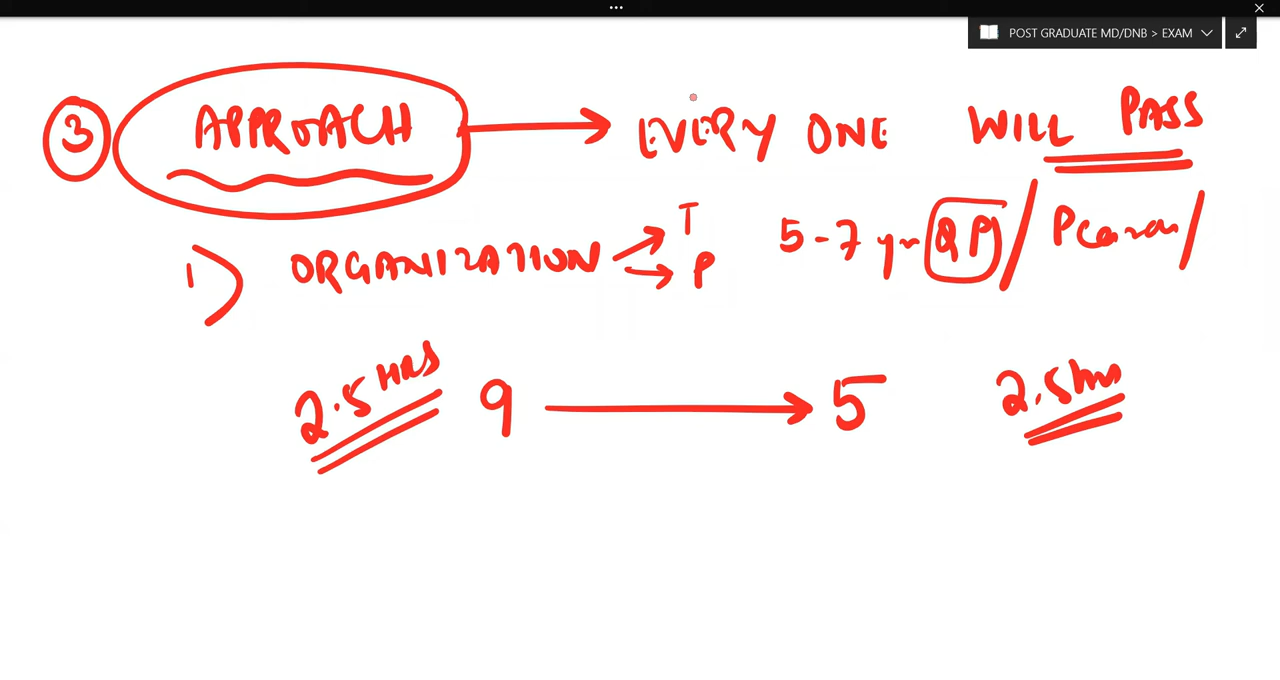 POST GRADUATE MD/DNB > EXAM
3 APPROACH → EVERY ONE WILL PASS
1) ORGANIZATION T P 5-7 yr QP /
2.5 HRS 9 → 5 2.5 hrs